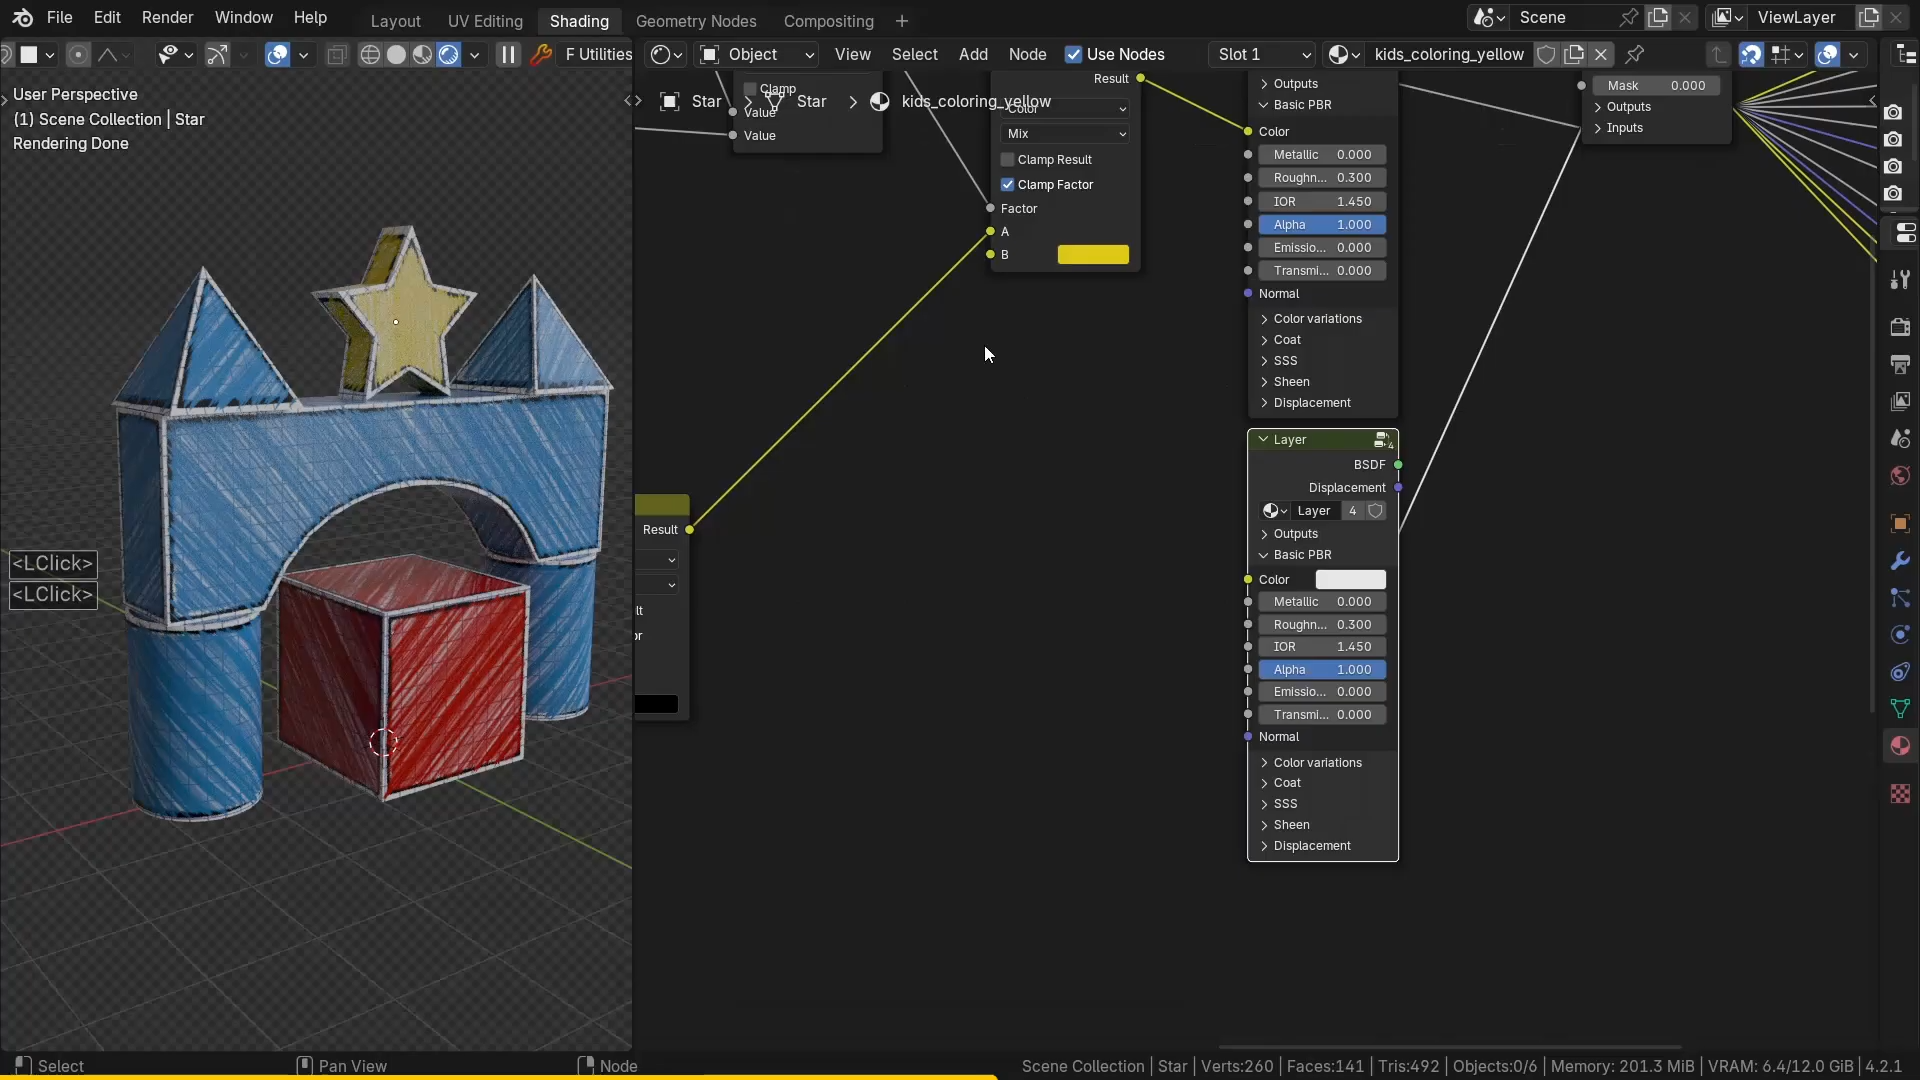 File Edit Render Window Help
Layout UV Editing Shading Geometry Nodes Compositing +
Scene
ViewLayer
F Utilities
Object View Select Add Node Use Nodes Slot 1 kids_coloring_yellow
User Perspective
(1) Scene Collection | Star
Rendering Done
Star > Star > kids_coloring_yellow
Clamp
Value
Value
Result
Color
Mix
Clamp Result
Clamp Factor
Factor
A
B
Outputs
Basic PBR
Color
Metallic 0.000
Roughn... 0.300
IOR 1.450
Alpha 1.000
Emissio... 0.000
Transmi... 0.000
Normal
Color variations
Coat
SSS
Sheen
Displacement
Mask 0.000
Outputs
Inputs
Layer
BSDF
Displacement
Layer 4
Outputs
Basic PBR
Color
Metallic 0.000
Roughn... 0.300
IOR 1.450
Alpha 1.000
Emissio... 0.000
Transmi... 0.000
Normal
Color variations
Coat
SSS
Sheen
Displacement
Result
lt
or
<LClick>
<LClick>
Select Pan View Node
Scene Collection | Star | Verts:260 | Faces:141 | Tris:492 | Objects:0/6 | Memory: 201.3 MiB | VRAM: 6.4/12.0 GiB | 4.2.1